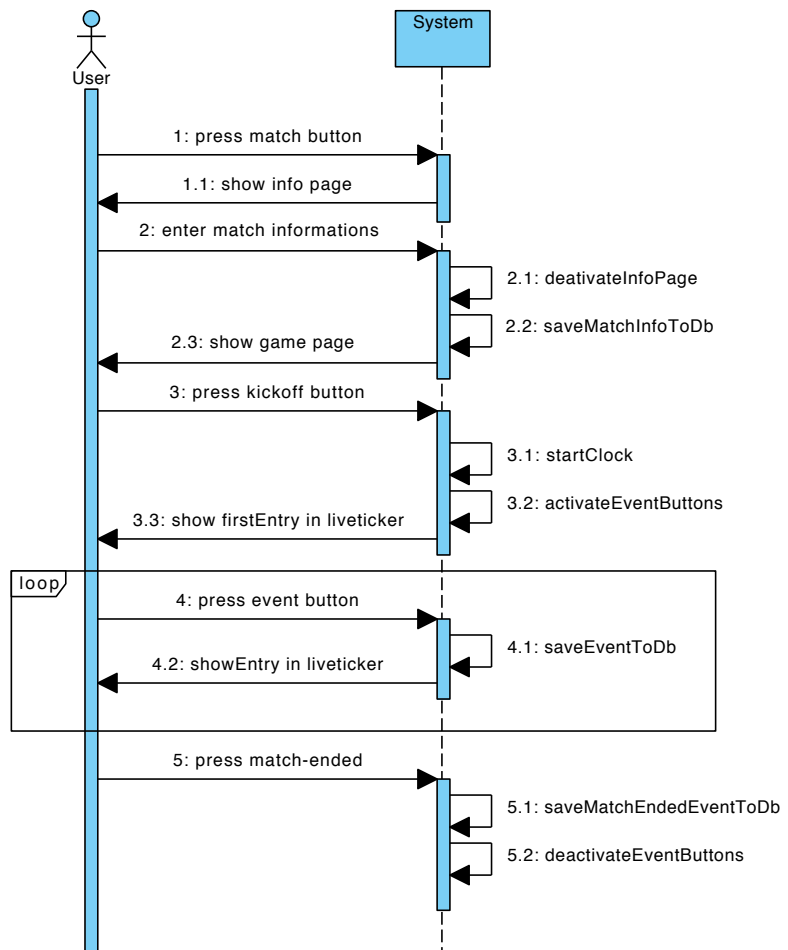 System
User
1: press match button
1.1: show info page
2: enter match informations
2.1: deativateInfoPage
2.2: saveMatchInfoToDb
2.3: show game page
3: press kickoff button
3.1: startClock
3.2: activateEventButtons
3.3: show firstEntry in liveticker
loop
4: press event button
4.1: saveEventToDb
4.2: showEntry in liveticker
5: press match-ended
5.1: saveMatchEndedEventToDb
5.2: deactivateEventButtons